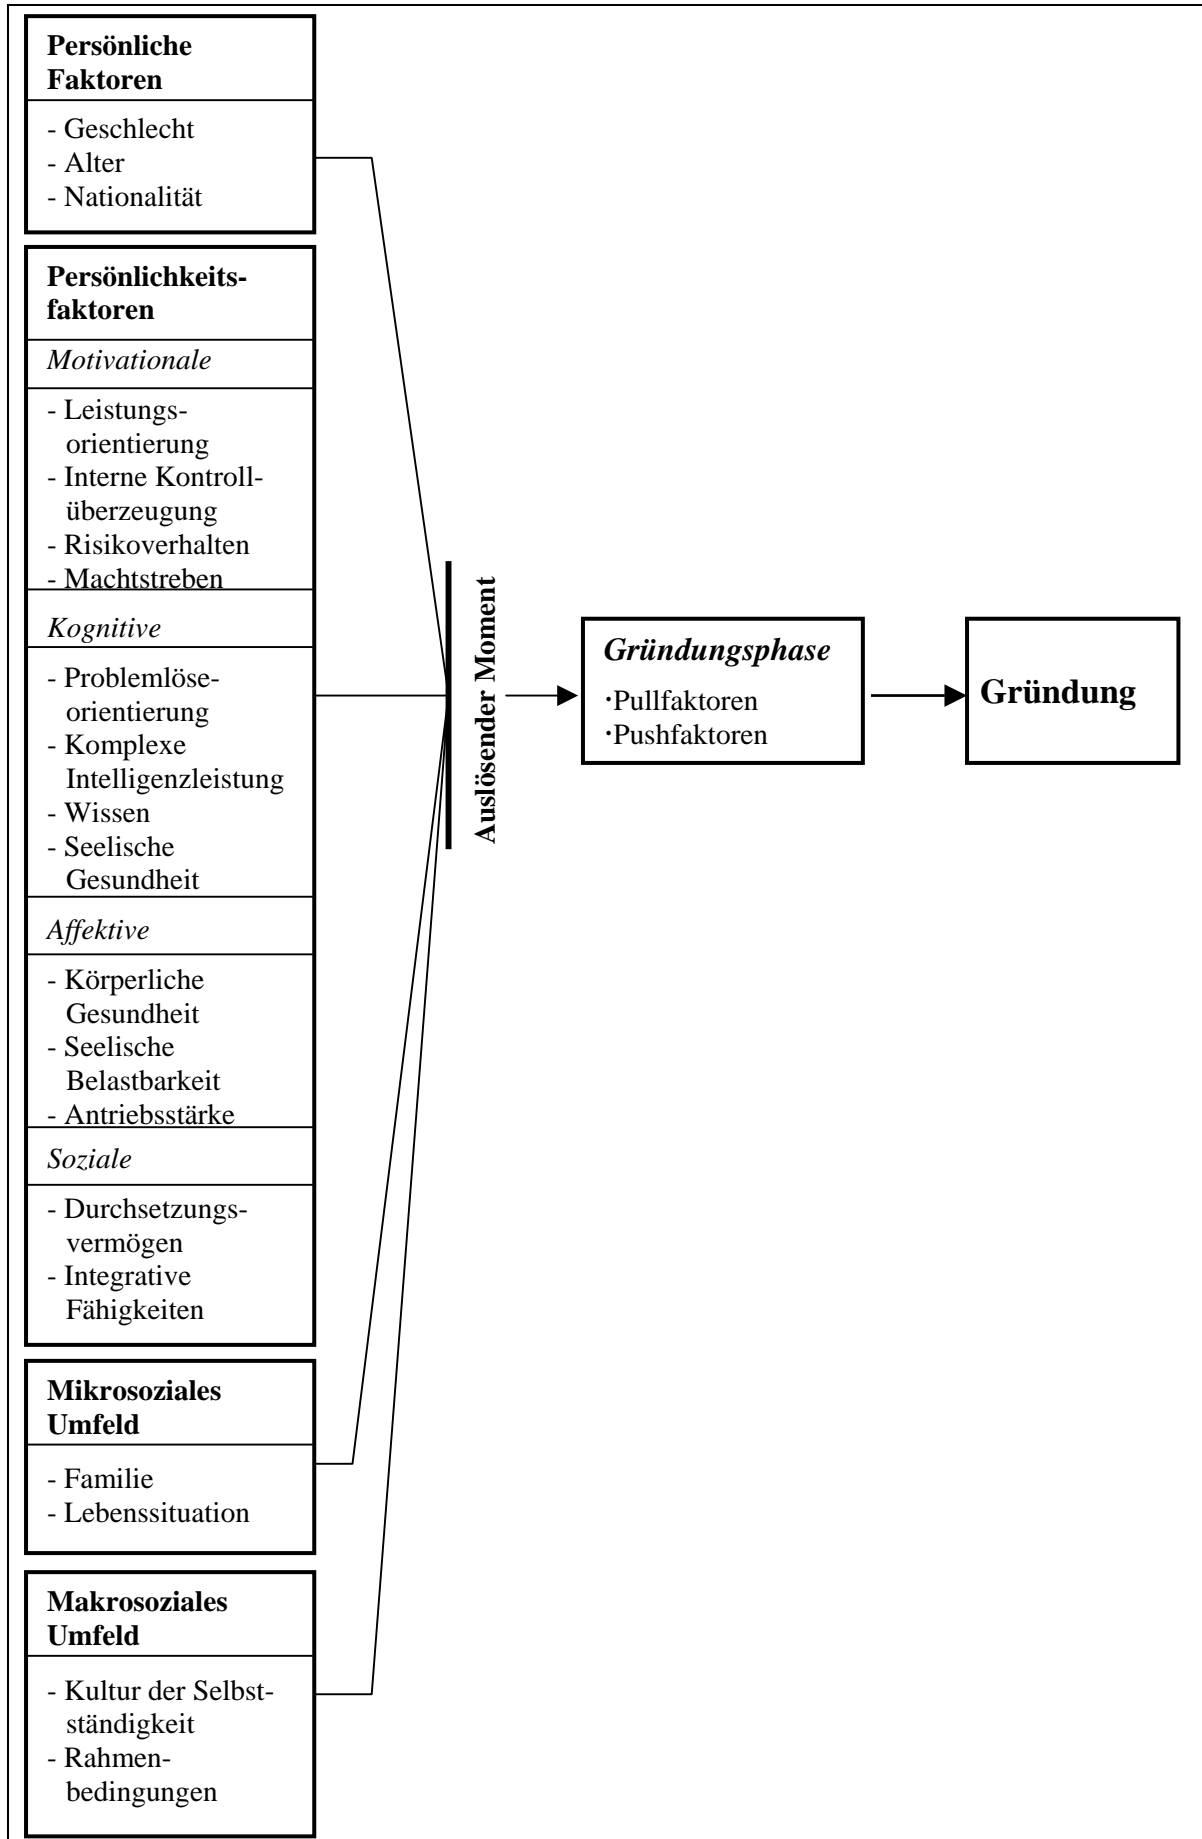 Persönliche
Faktoren
- Geschlecht
- Alter
- Nationalität
Persönlichkeits-
faktoren
Motivationale
- Leistungs-
orientierung
- Interne Kontroll-
überzeugung
- Risikoverhalten
- Machtstreben
Kognitive
- Problemlöse-
orientierung
- Komplexe
Intelligenzleistung
- Wissen
- Seelische
Gesundheit
Affektive
- Körperliche
Gesundheit
- Seelische
Belastbarkeit
- Antriebsstärke
Soziale
- Durchsetzungs-
vermögen
- Integrative
Fähigkeiten
Mikrosoziales
Umfeld
- Familie
- Lebenssituation
Makrosoziales
Umfeld
- Kultur der Selbst-
ständigkeit
- Rahmen-
bedingungen
Auslösender Moment
Gründungsphase
·Pullfaktoren
·Pushfaktoren
Gründung